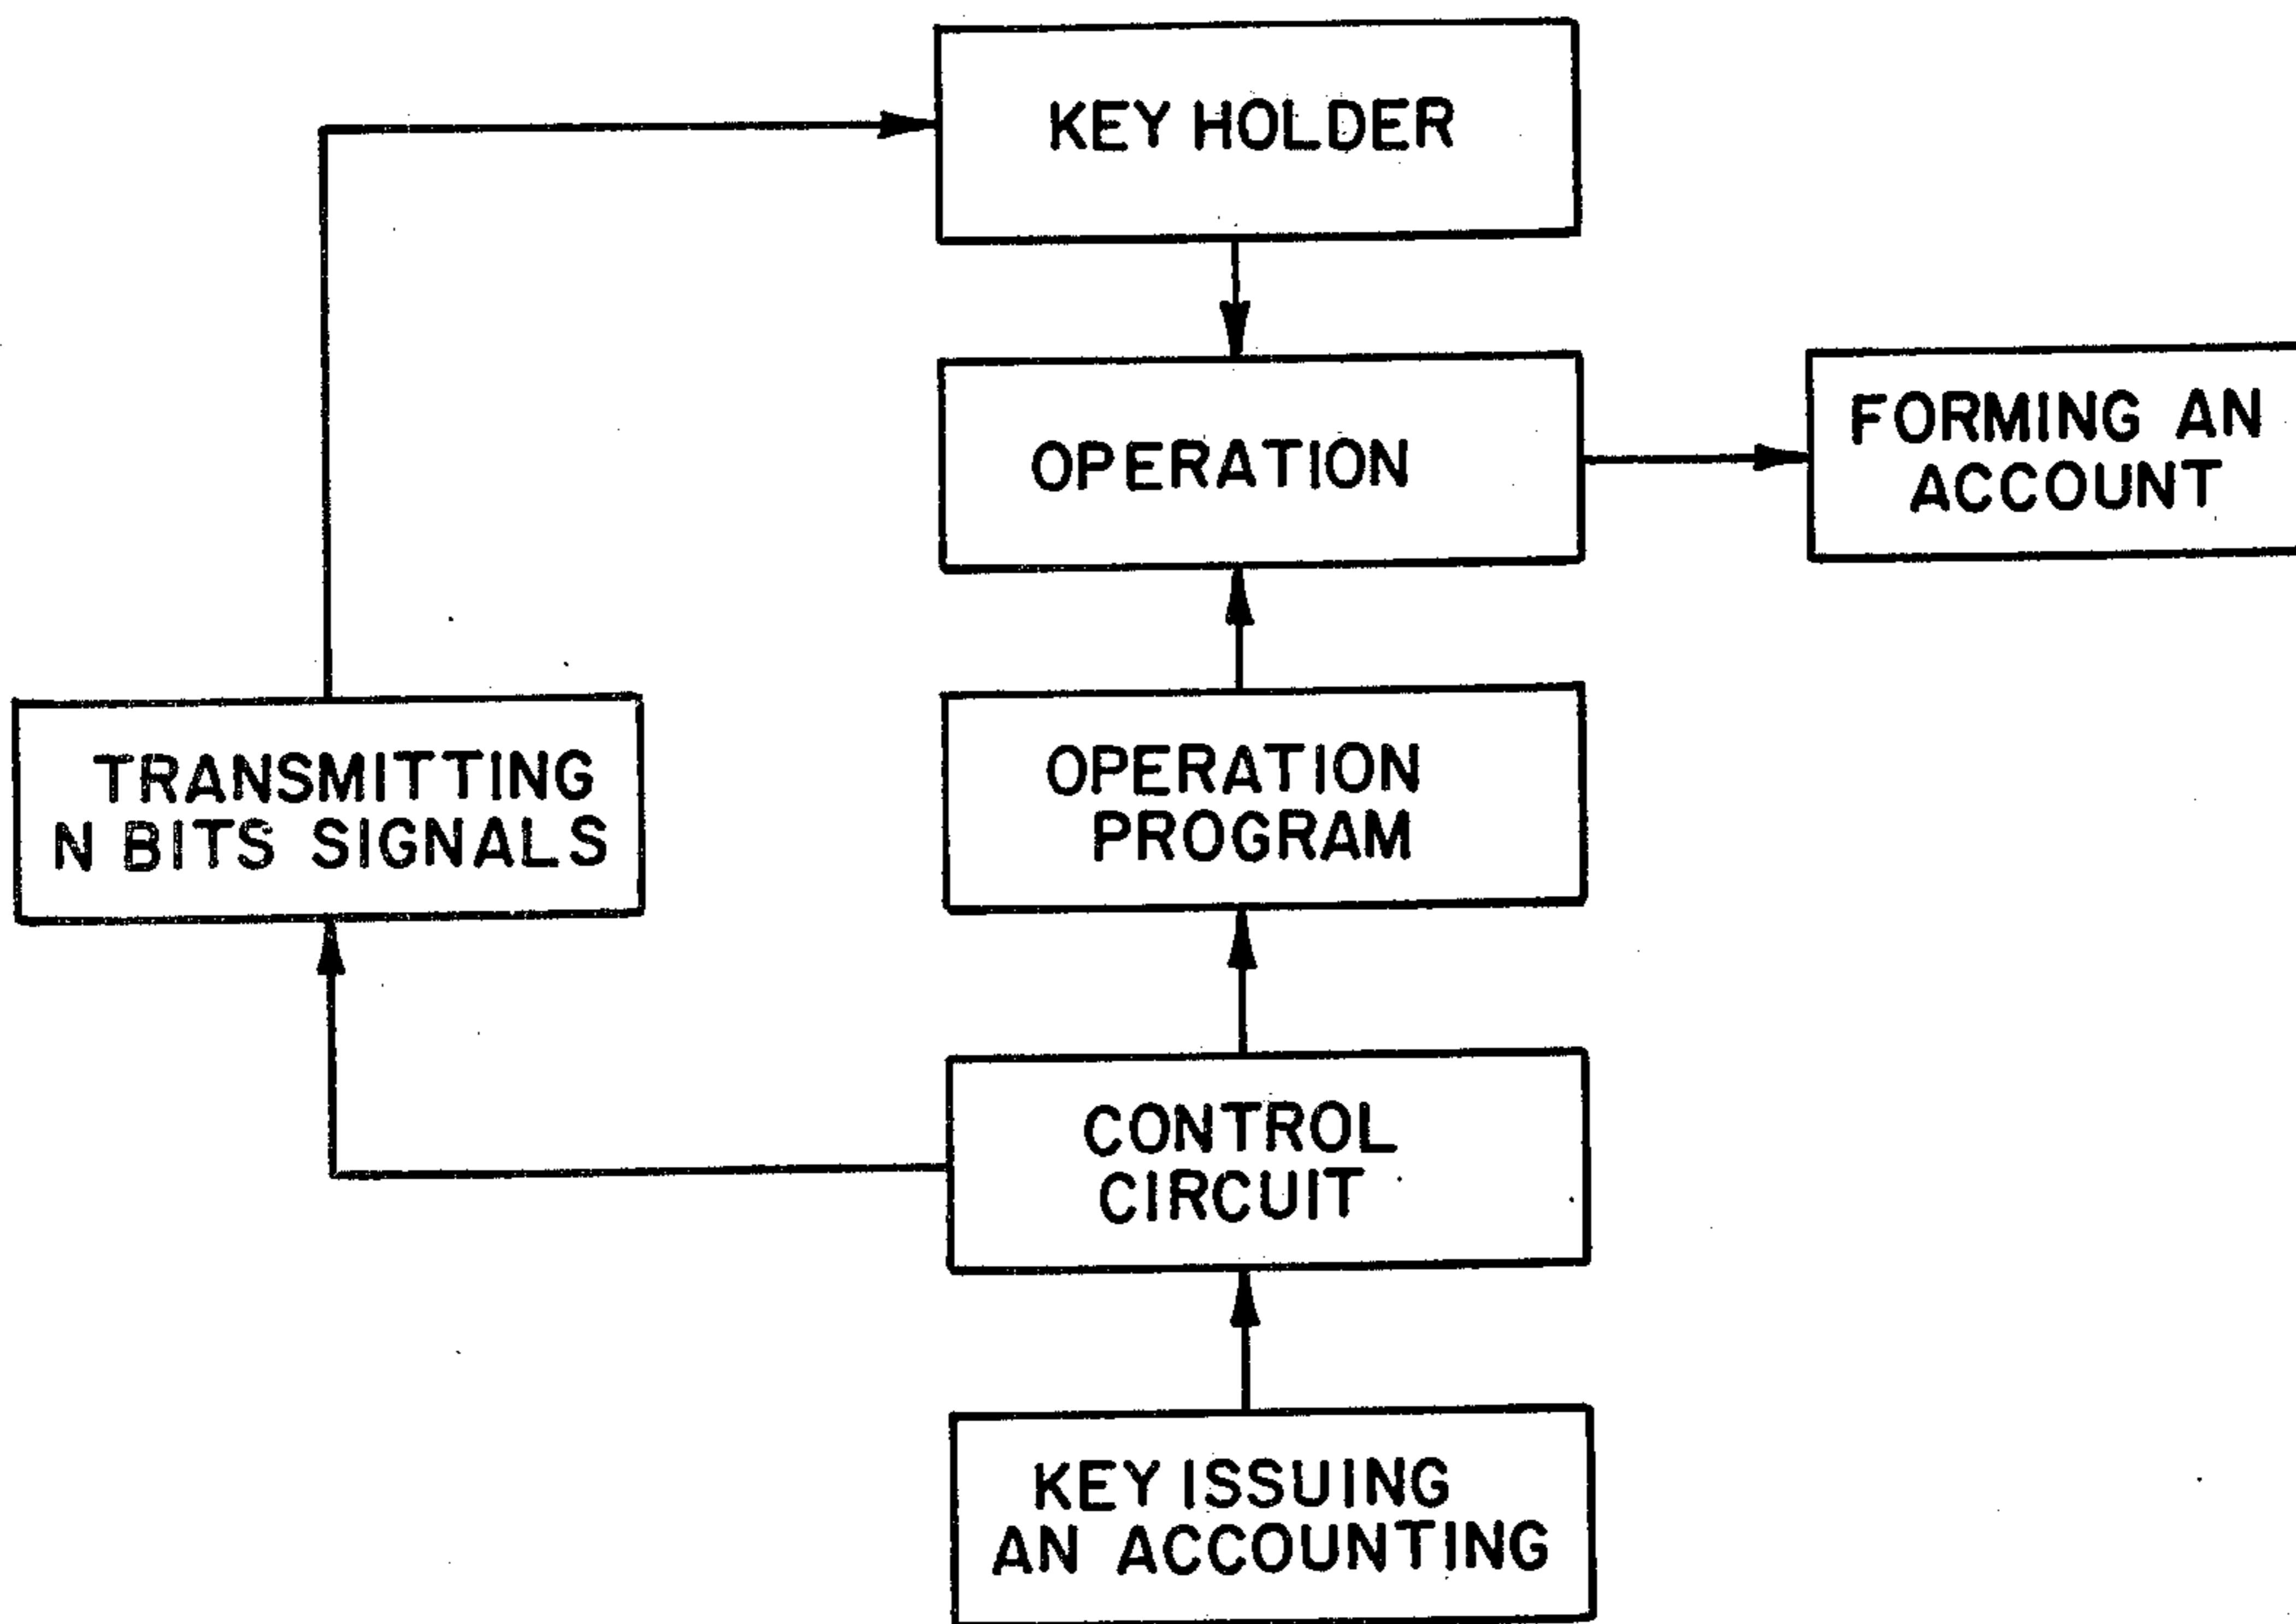 KEY HOLDER
OPERATION
FORMING AN
ACCOUNT
TRANSMITTING
N BITS SIGNALS
OPERATION
PROGRAM
CONTROL
CIRCUIT
KEY ISSUING
AN ACCOUNTING